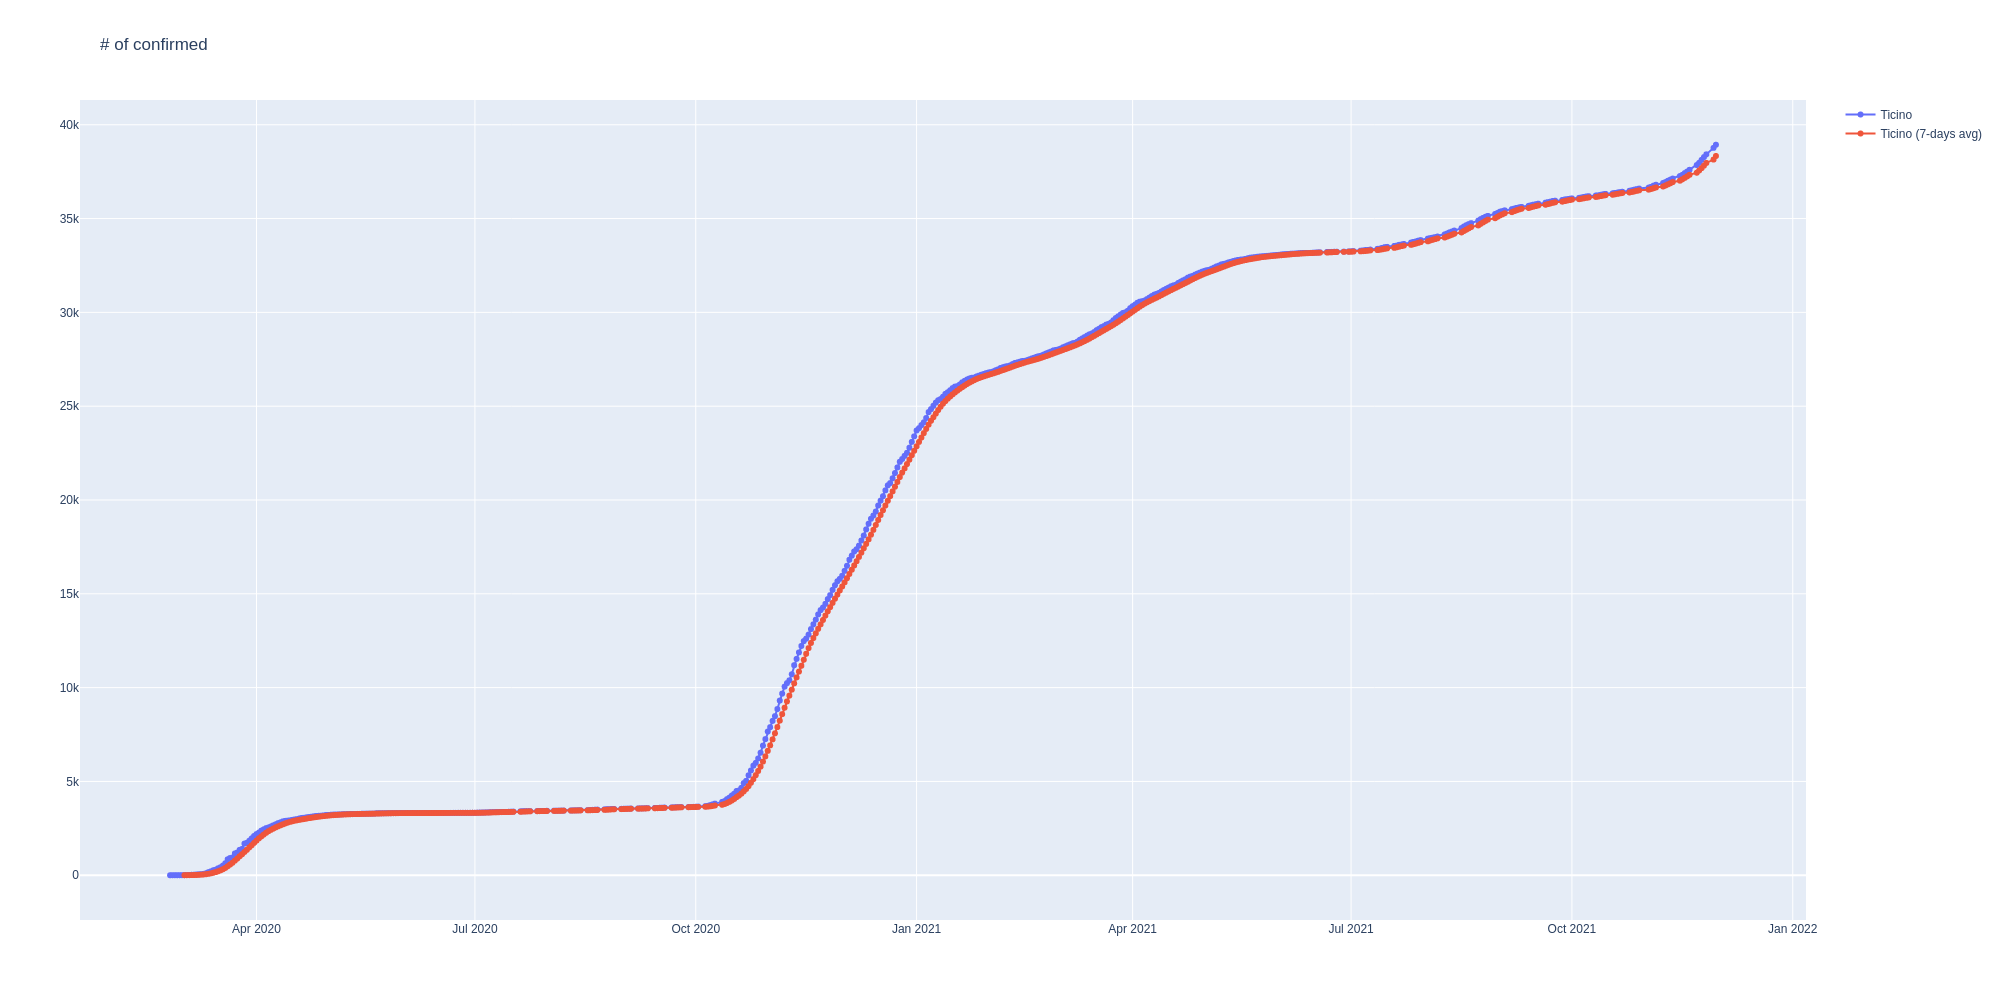 # of confirmed
Ticino
Ticino (7-days avg)
40k
35k
30k
25k
20k
15k
10k
5k
0
Apr 2020 Jul 2020 Oct 2020 Jan 2021 Apr 2021 Jul 2021 Oct 2021 Jan 2022